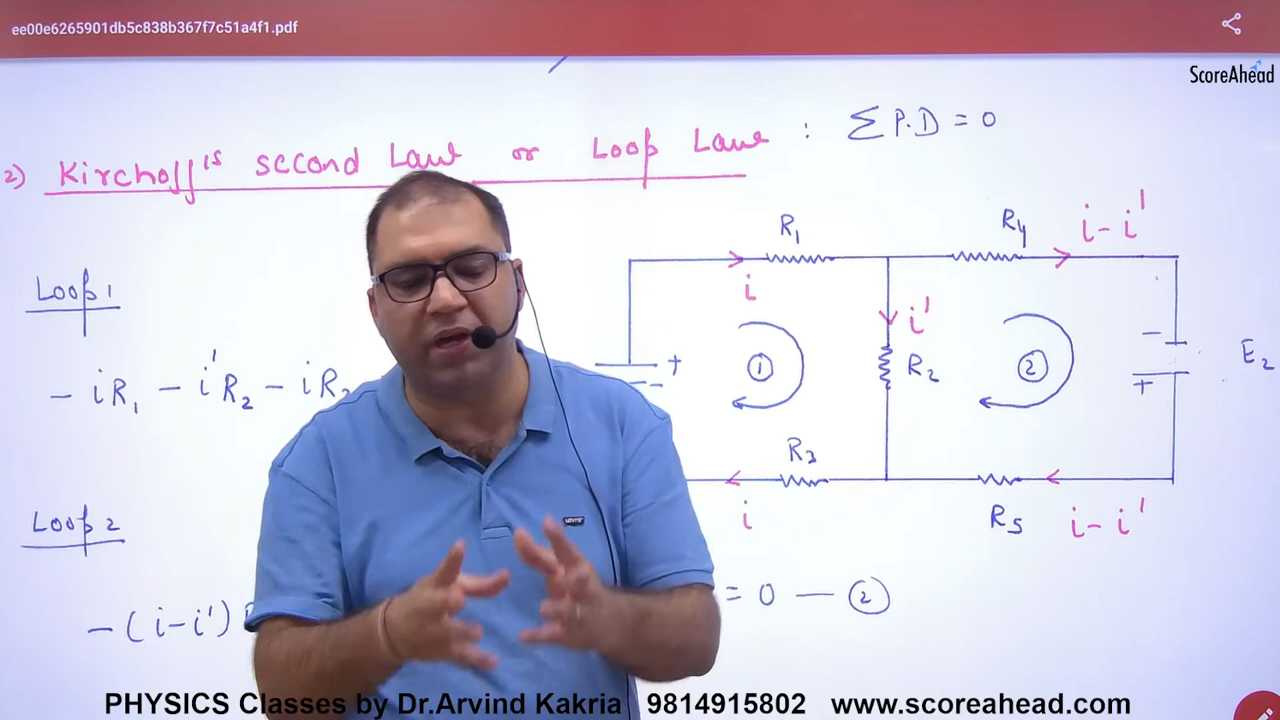 ee00e6265901db5c838b367f7c51a4f1.pdf
ScoreAhead
2) Kirchoff's second Law or Loop Law : ΣP.D = 0
R1
R4
i - i'
Loop 1
i
i'
- iR1 - i'R2 - iR
+
1
R2
2
-
+
E2
R3
i
R5
i - i'
Loop 2
- (i - i')
= 0 — 2
PHYSICS Classes by Dr.Arvind Kakria 9814915802 www.scoreahead.com